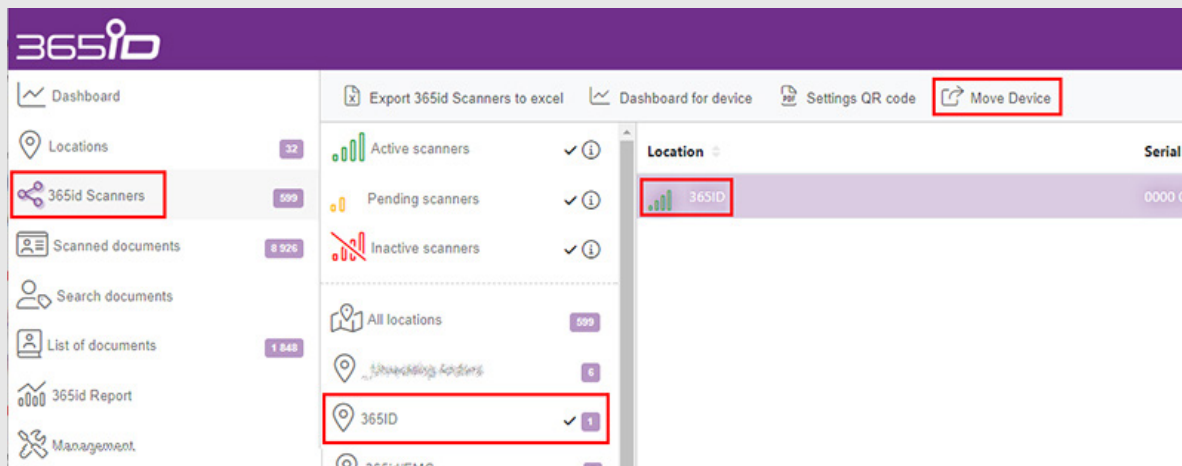 365iD
Dashboard
Locations 32
365id Scanners 599
Scanned documents 8 926
Search documents
List of documents 1 848
365id Report
Management
Export 365id Scanners to excel
Dashboard for device
PDF Settings QR code
Move Device
Active scanners
Pending scanners
Inactive scanners
All locations 599
6
365ID 1
Location
Serial
365ID
0000